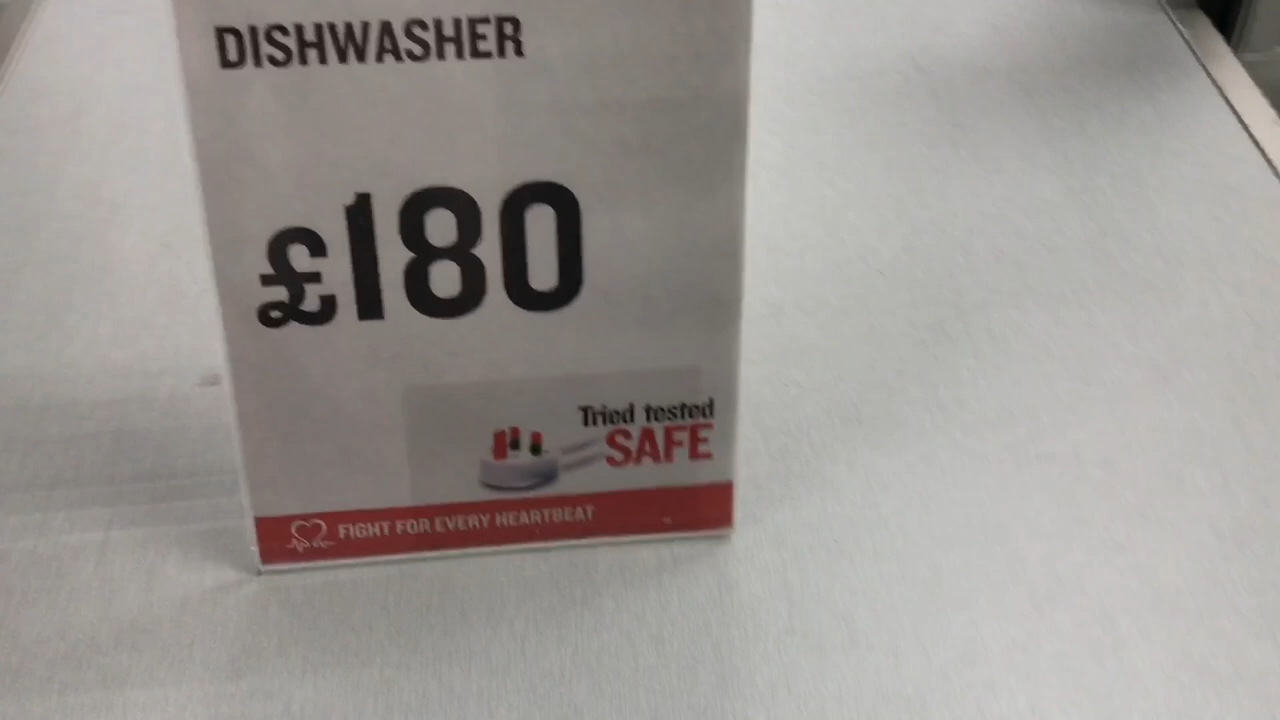 DISHWASHER
£180
Tried tested
SAFE
FIGHT FOR EVERY HEARTBEAT